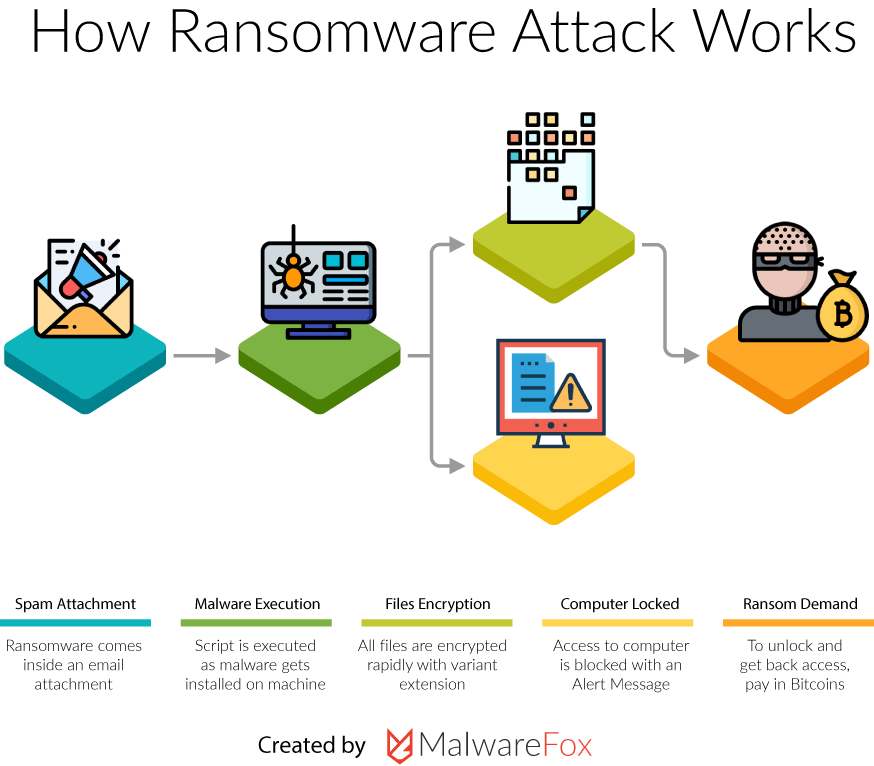 How Ransomware Attack Works
Spam Attachment
Ransomware comes
inside an email
attachment
Malware Execution
Script is executed
as malware gets
installed on machine
Files Encryption
All files are encrypted
rapidly with variant
extension
Computer Locked
Access to computer
is blocked with an
Alert Message
Ransom Demand
To unlock and
get back access,
pay in Bitcoins
Created by MalwareFox